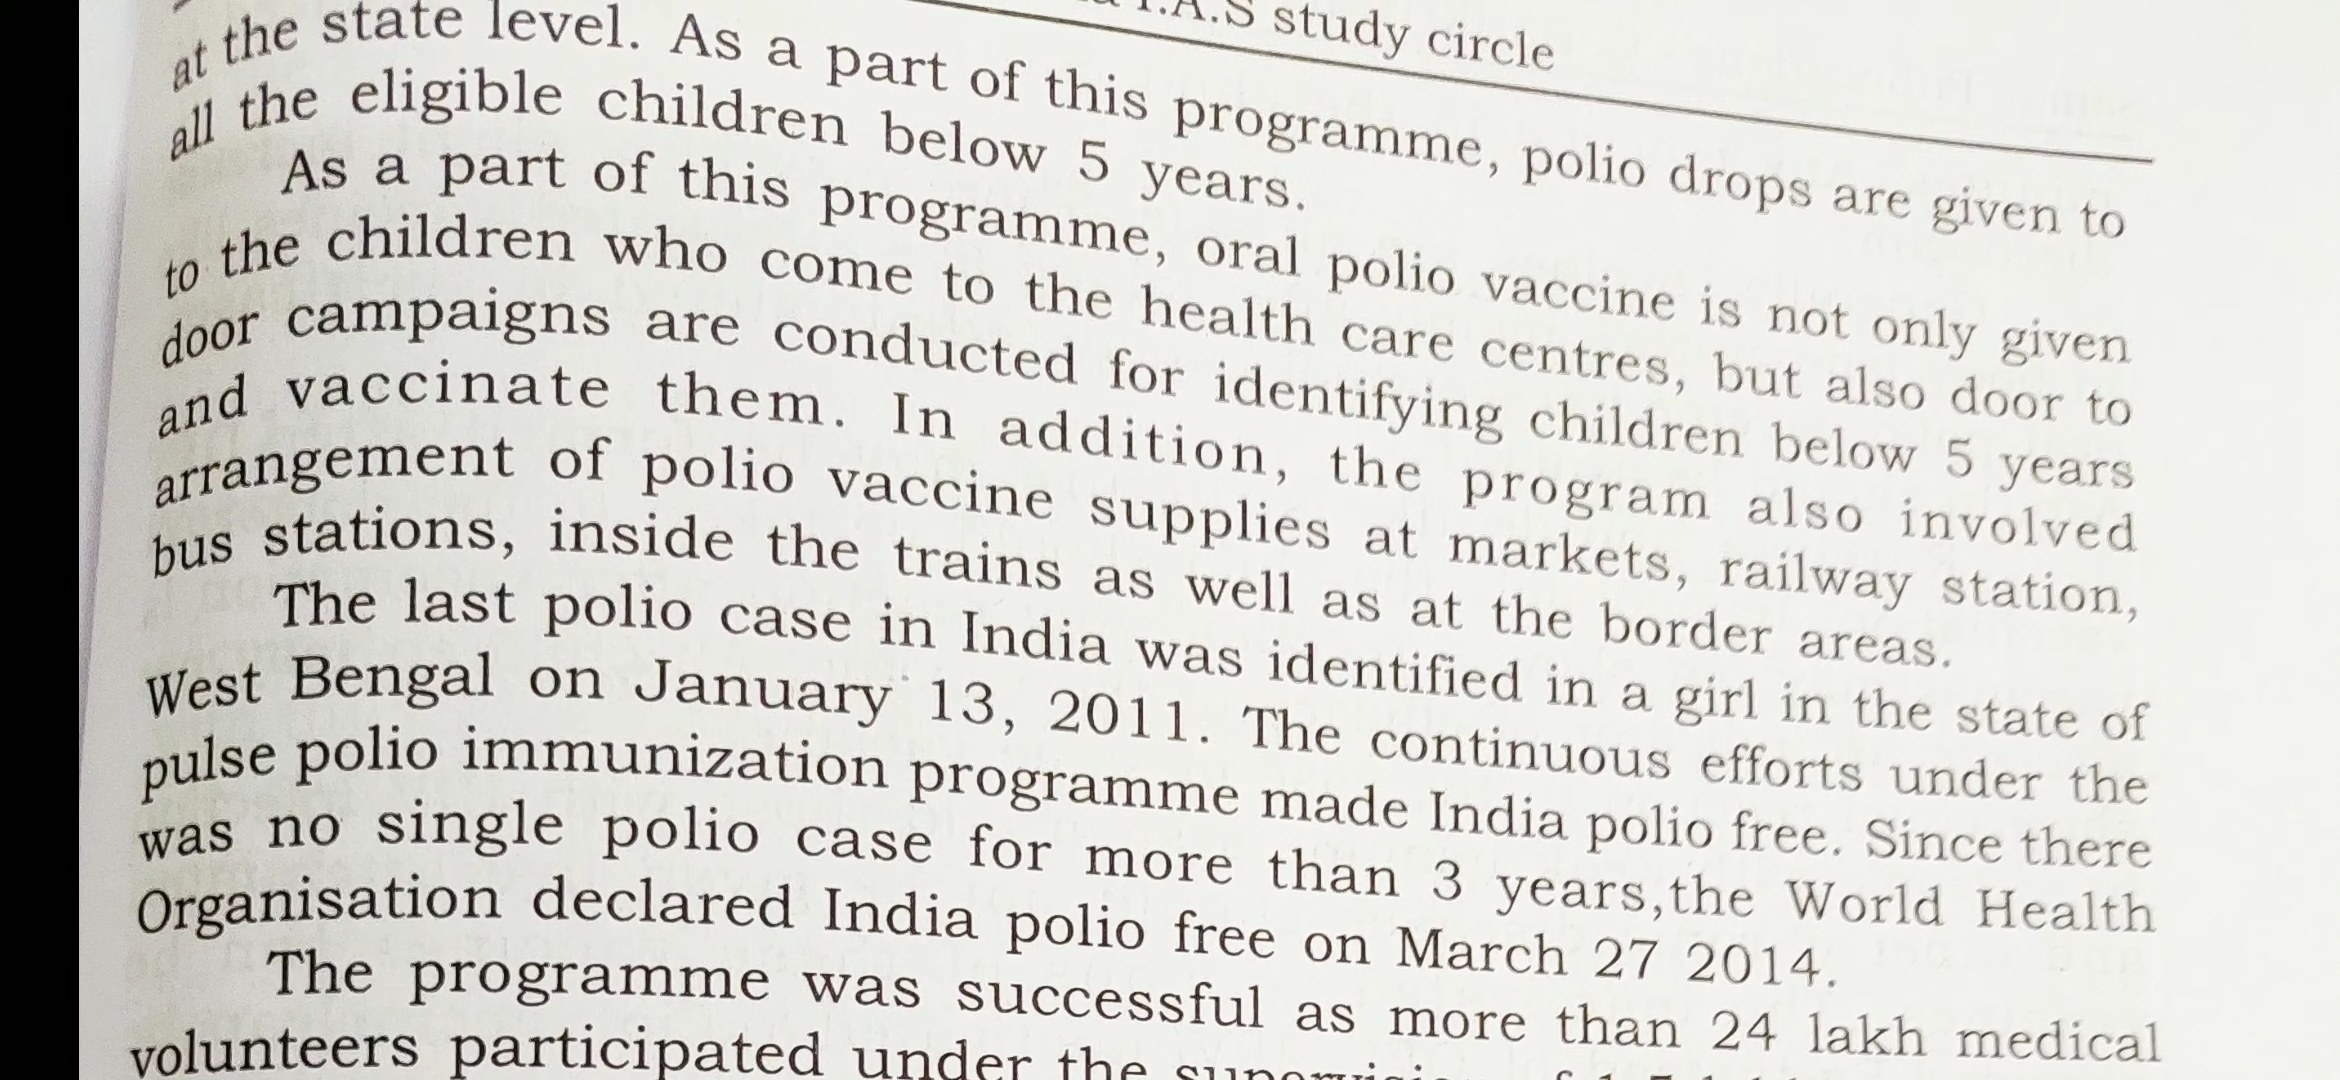 I.A.S study circle
at the state level. As a part of this programme, polio drops are given to
all the eligible children below 5 years.
As a part of this programme, oral polio vaccine is not only given
to the children who come to the health care centres, but also door to
door campaigns are conducted for identifying children below 5 years
and vaccinate them. In addition, the program also involved
arrangement of polio vaccine supplies at markets, railway station,
bus stations, inside the trains as well as at the border areas.
The last polio case in India was identified in a girl in the state of
West Bengal on January 13, 2011. The continuous efforts under the
pulse polio immunization programme made India polio free. Since there
was no single polio case for more than 3 years,the World Health
Organisation declared India polio free on March 27 2014.
The programme was successful as more than 24 lakh medical
volunteers participated under the